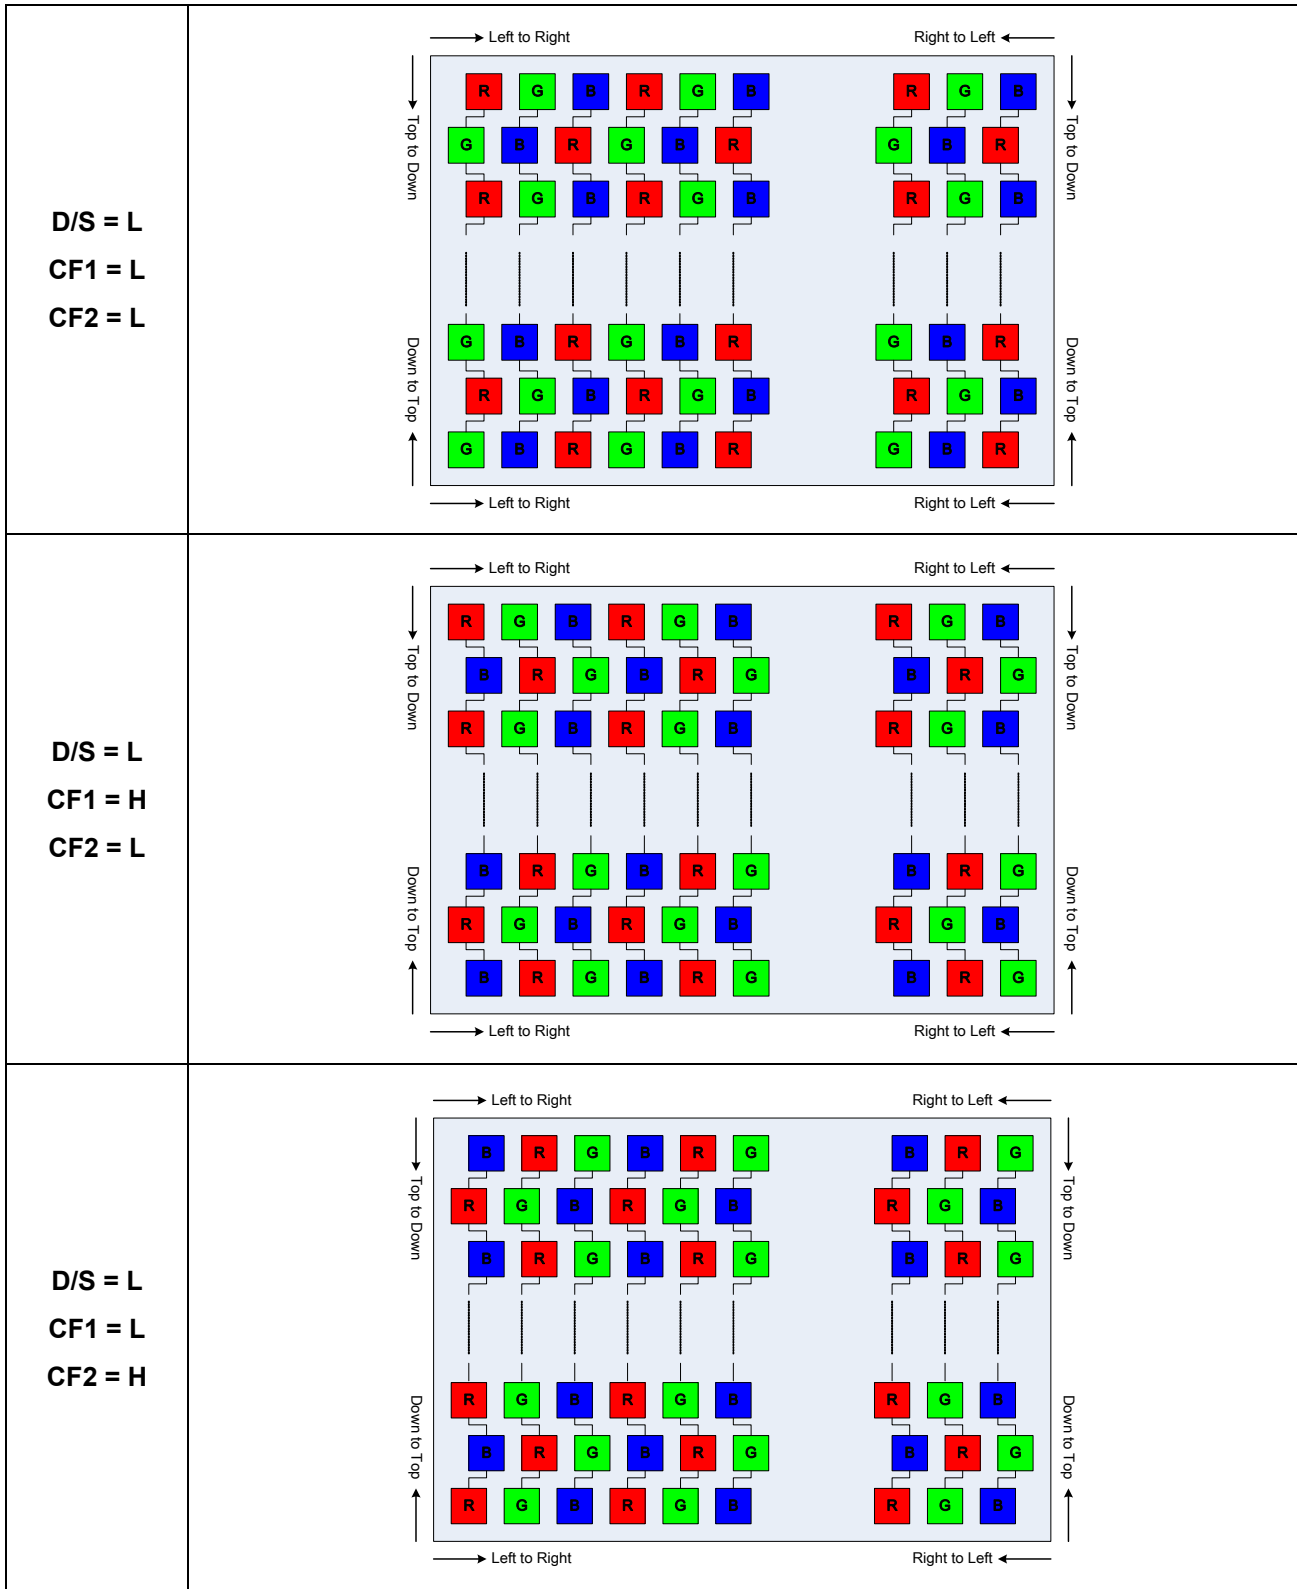 Left to Right Right to Left
Top to Down Top to Down
R G B R G B R G B
G B R G B R G B R
R G B R G B R G B
D/S = L
CF1 = L
CF2 = L
Down to Top Down to Top
G B R G B R G B R
R G B R G B R G B
G B R G B R G B R
Left to Right Right to Left
Left to Right Right to Left
Top to Down Top to Down
R G B R G B R G B
B R G B R G B R G
R G B R G B R G B
D/S = L
CF1 = H
CF2 = L
Down to Top Down to Top
B R G B R G B R G
R G B R G B R G B
B R G B R G B R G
Left to Right Right to Left
Left to Right Right to Left
Top to Down Top to Down
B R G B R G B R G
R G B R G B R G B
B R G B R G B R G
D/S = L
CF1 = L
CF2 = H
Down to Top Down to Top
R G B R G B R G B
B R G B R G B R G
R G B R G B R G B
Left to Right Right to Left